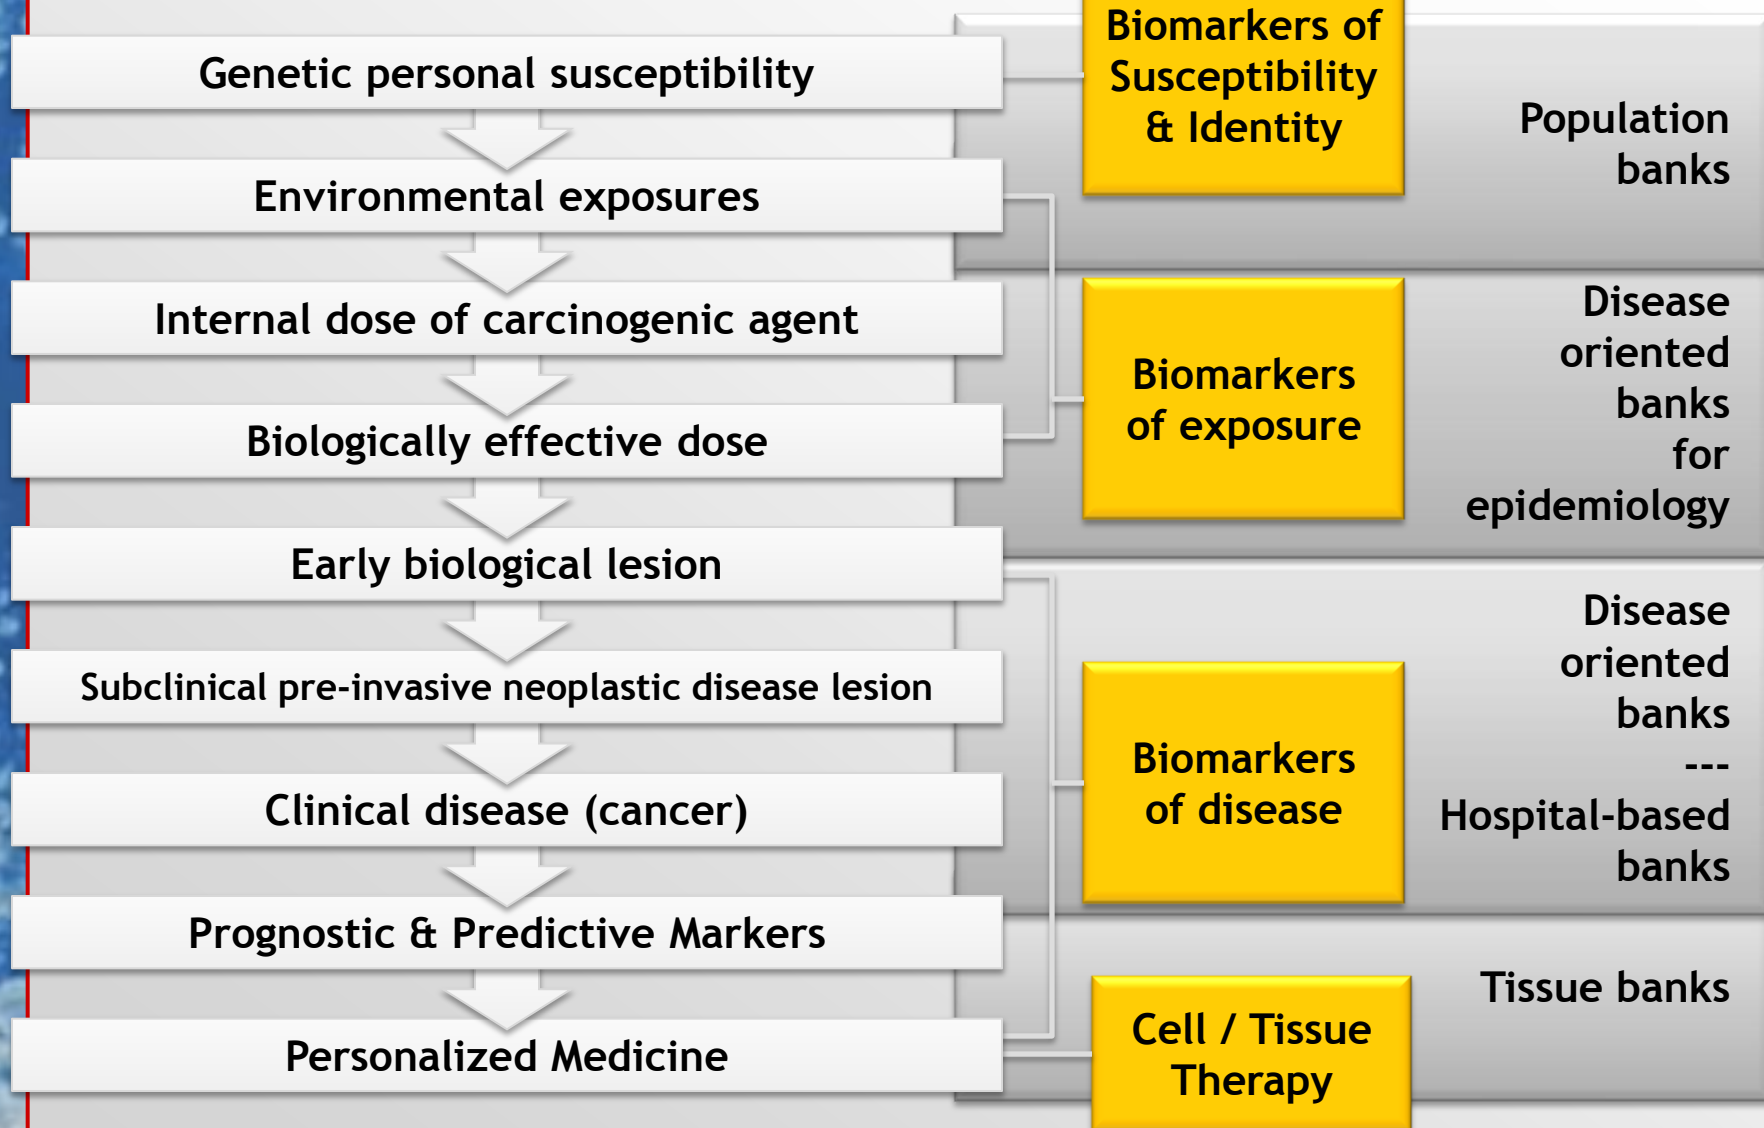 Genetic personal susceptibility
Environmental exposures
Internal dose of carcinogenic agent
Biologically effective dose
Early biological lesion
Subclinical pre-invasive neoplastic disease lesion
Clinical disease (cancer)
Prognostic & Predictive Markers
Personalized Medicine
Biomarkers of
Susceptibility
& Identity
Biomarkers
of exposure
Biomarkers
of disease
Cell / Tissue
Therapy
Population
banks
Disease
oriented
banks
for
epidemiology
Disease
oriented
banks
---
Hospital-based
banks
Tissue banks